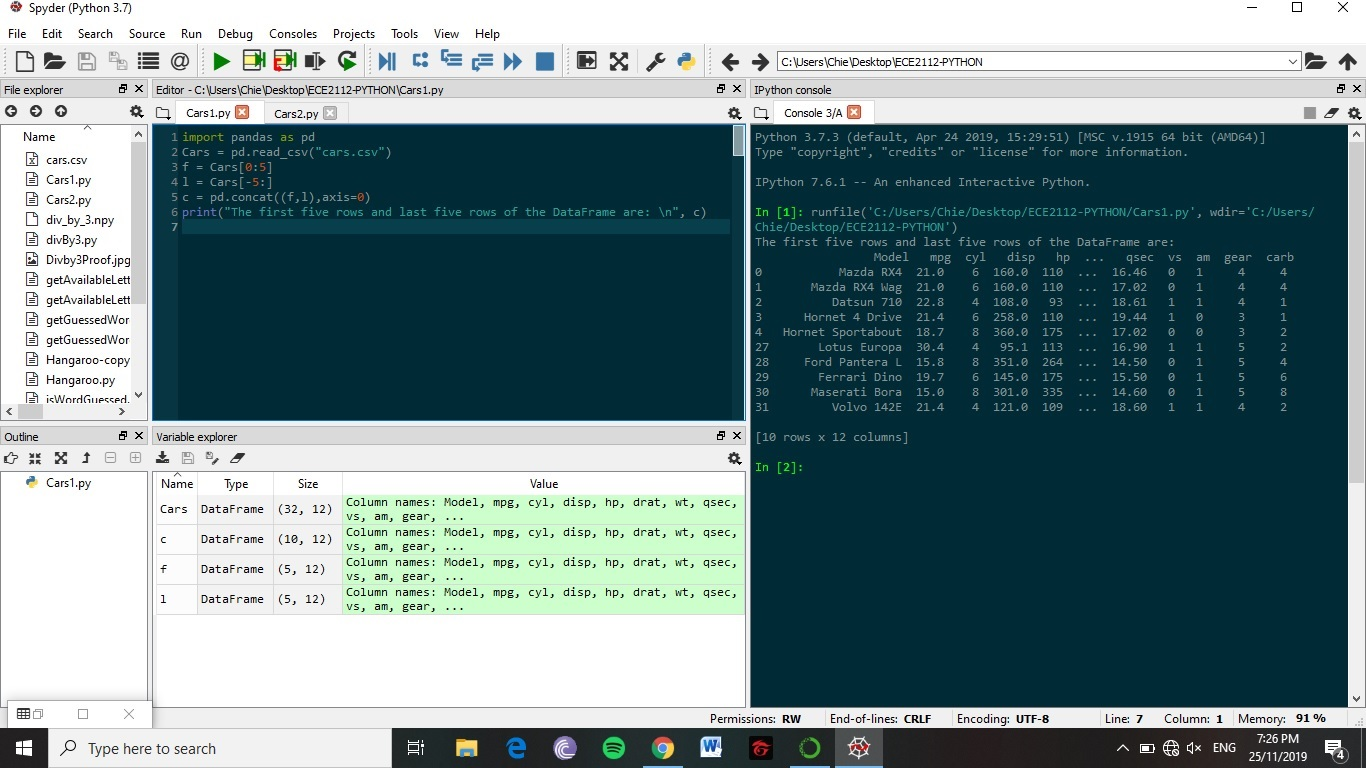 Spyder (Python 3.7)
File Edit Search Source Run Debug Consoles Projects Tools View Help
C:\Users\Chie\Desktop\ECE2112-PYTHON
File explorer
Name
cars.csv
Cars1.py
Cars2.py
div_by_3.npy
divBy3.py
Divby3Proof.jpg
getAvailableLett
getAvailableLett
getGuessedWor
getGuessedWor
Hangaroo-copy
Hangaroo.py
isWordGuessed.
Outline
Cars1.py
Editor - C:\Users\Chie\Desktop\ECE2112-PYTHON\Cars1.py
Cars1.py Cars2.py
1 import pandas as pd
2 Cars = pd.read_csv("cars.csv")
3 f = Cars[0:5]
4 l = Cars[-5:]
5 c = pd.concat((f,l),axis=0)
6 print("The first five rows and last five rows of the DataFrame are: \n", c)
7
Variable explorer
Name Type Size Value
Cars DataFrame (32, 12) Column names: Model, mpg, cyl, disp, hp, drat, wt, qsec,
vs, am, gear, ...
c DataFrame (10, 12) Column names: Model, mpg, cyl, disp, hp, drat, wt, qsec,
vs, am, gear, ...
f DataFrame (5, 12) Column names: Model, mpg, cyl, disp, hp, drat, wt, qsec,
vs, am, gear, ...
l DataFrame (5, 12) Column names: Model, mpg, cyl, disp, hp, drat, wt, qsec,
vs, am, gear, ...
IPython console
Console 3/A
Python 3.7.3 (default, Apr 24 2019, 15:29:51) [MSC v.1915 64 bit (AMD64)]
Type "copyright", "credits" or "license" for more information.
IPython 7.6.1 -- An enhanced Interactive Python.
In [1]: runfile('C:/Users/Chie/Desktop/ECE2112-PYTHON/Cars1.py', wdir='C:/Users/
Chie/Desktop/ECE2112-PYTHON')
The first five rows and last five rows of the DataFrame are:
Model mpg cyl disp hp ... qsec vs am gear carb
0 Mazda RX4 21.0 6 160.0 110 ... 16.46 0 1 4 4
1 Mazda RX4 Wag 21.0 6 160.0 110 ... 17.02 0 1 4 4
2 Datsun 710 22.8 4 108.0 93 ... 18.61 1 1 4 1
3 Hornet 4 Drive 21.4 6 258.0 110 ... 19.44 1 0 3 1
4 Hornet Sportabout 18.7 8 360.0 175 ... 17.02 0 0 3 2
27 Lotus Europa 30.4 4 95.1 113 ... 16.90 1 1 5 2
28 Ford Pantera L 15.8 8 351.0 264 ... 14.50 0 1 5 4
29 Ferrari Dino 19.7 6 145.0 175 ... 15.50 0 1 5 6
30 Maserati Bora 15.0 8 301.0 335 ... 14.60 0 1 5 8
31 Volvo 142E 21.4 4 121.0 109 ... 18.60 1 1 4 2
[10 rows x 12 columns]
In [2]:
Permissions: RW End-of-lines: CRLF Encoding: UTF-8 Line: 7 Column: 1 Memory: 91 %
Type here to search
ENG
7:26 PM
25/11/2019
4